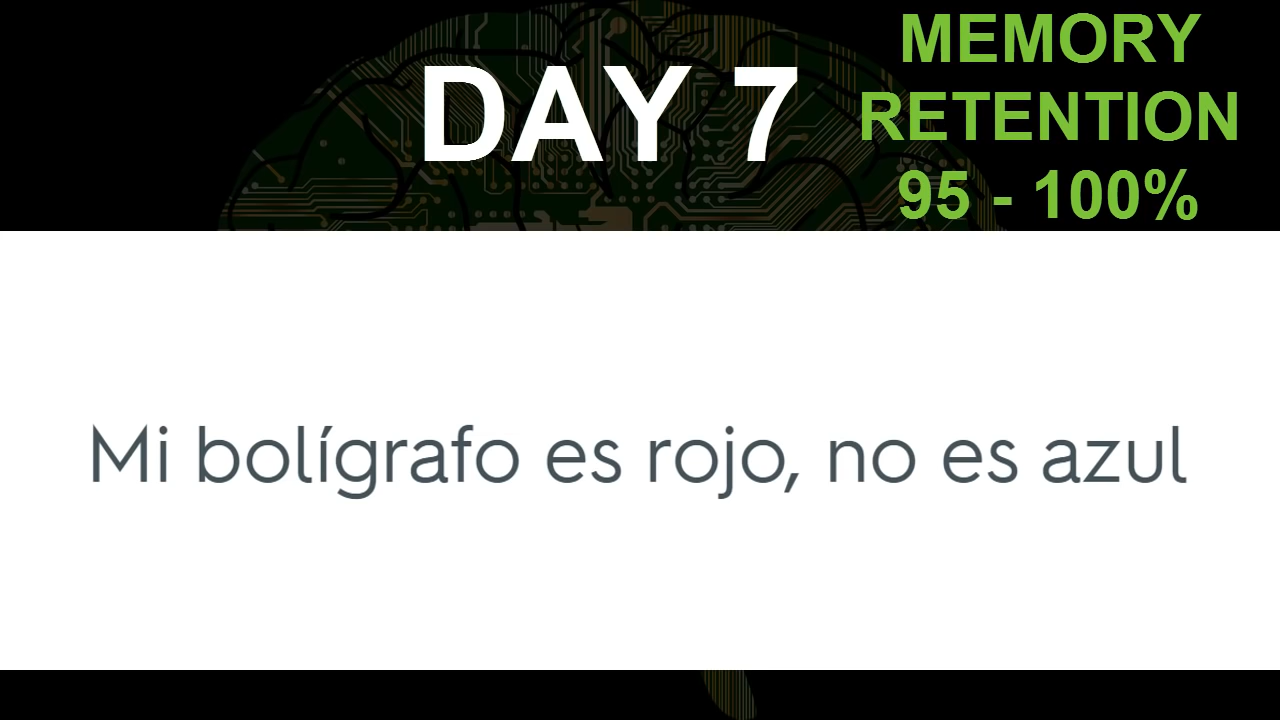 DAY 7
MEMORY
RETENTION
95 - 100%
Mi bolígrafo es rojo, no es azul